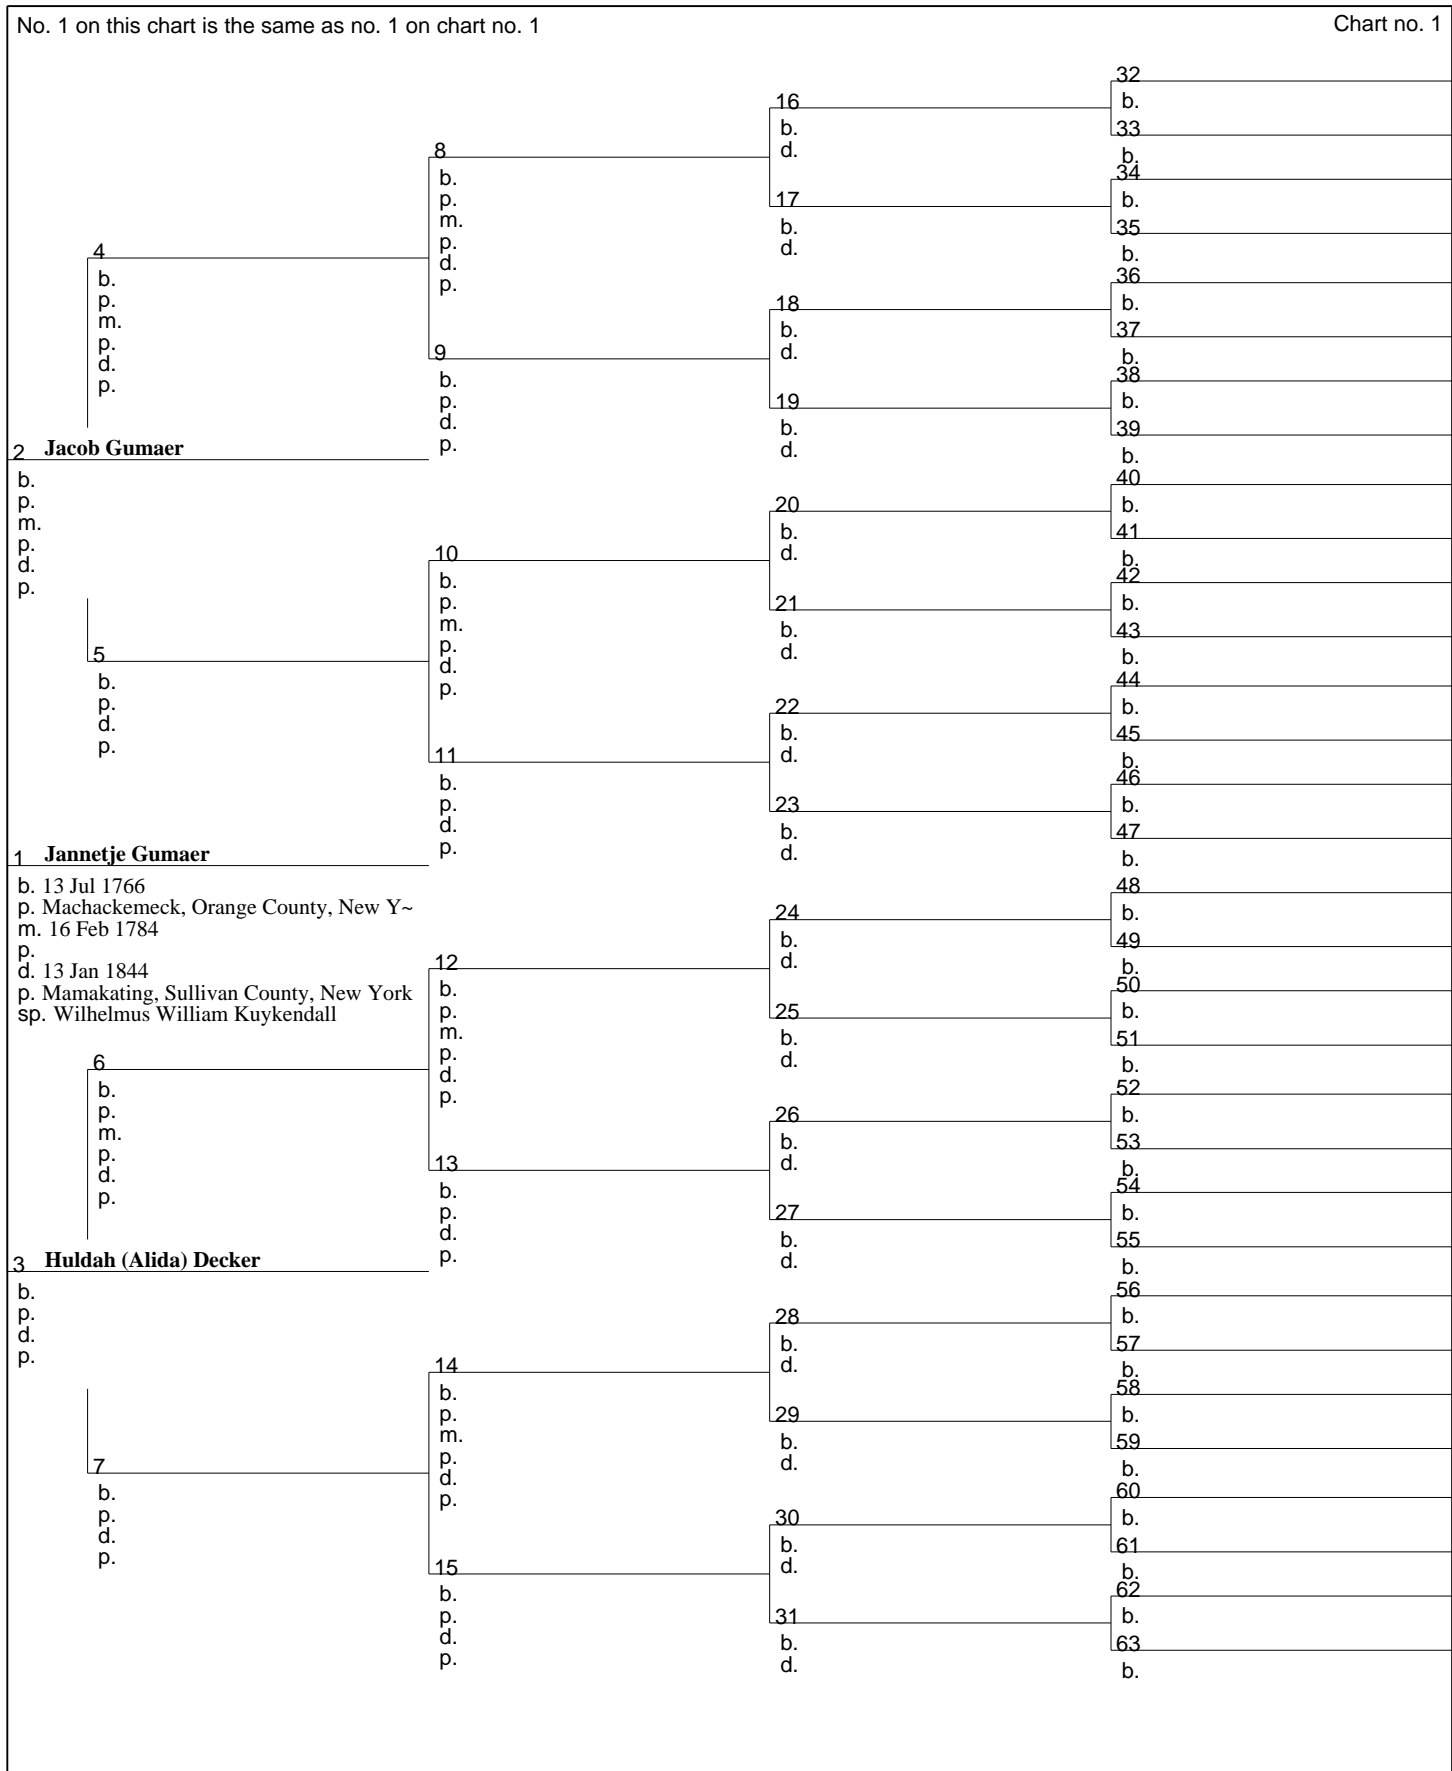 No. 1 on this chart is the same as no. 1 on chart no. 1
Chart no. 1
2 Jacob Gumaer
b.
p.
m.
p.
d.
p.
1 Jannetje Gumaer
b. 13 Jul 1766
p. Machackemeck, Orange County, New Y~
m. 16 Feb 1784
p.
d. 13 Jan 1844
p. Mamakating, Sullivan County, New York
sp. Wilhelmus William Kuykendall
3 Huldah (Alida) Decker
b.
p.
d.
p.
4
b.
p.
m.
p.
d.
p.
5
b.
p.
d.
p.
6
b.
p.
m.
p.
d.
p.
7
b.
p.
d.
p.
8
b.
p.
m.
p.
d.
p.
9
b.
p.
d.
p.
10
b.
p.
m.
p.
d.
p.
11
b.
p.
d.
p.
12
b.
p.
m.
p.
d.
p.
13
b.
p.
d.
p.
14
b.
p.
m.
p.
d.
p.
15
b.
p.
d.
p.
16
b.
d.
17
b.
d.
18
b.
d.
19
b.
d.
20
b.
d.
21
b.
d.
22
b.
d.
23
b.
d.
24
b.
d.
25
b.
d.
26
b.
d.
27
b.
d.
28
b.
d.
29
b.
d.
30
b.
d.
31
b.
d.
32
b.
33
b.
34
b.
35
b.
36
b.
37
b.
38
b.
39
b.
40
b.
41
b.
42
b.
43
b.
44
b.
45
b.
46
b.
47
b.
48
b.
49
b.
50
b.
51
b.
52
b.
53
b.
54
b.
55
b.
56
b.
57
b.
58
b.
59
b.
60
b.
61
b.
62
b.
63
b.